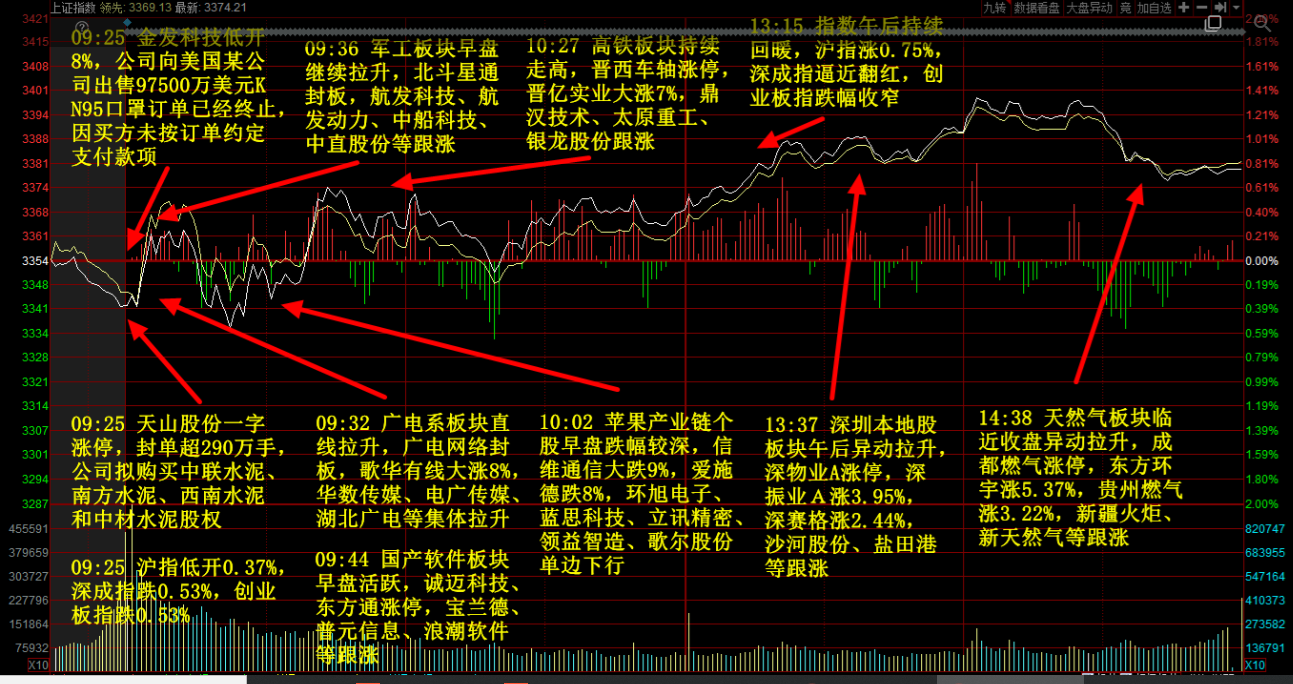 上证指数 领先: 3369.13 最新: 3374.21
九转 数据看盘 大盘异动 竞 加自选
3421
3415
3408
3401
3394
3388
3381
3374
3368
3361
3354
3348
3341
3334
3328
3321
3314
3307
3301
3294
3287
455591
379659
303727
227796
151864
75932
X10
09:25 金发科技低开
8%，公司向美国某公
司出售97500万美元K
N95口罩订单已经终止，
因买方未按订单约定
支付款项
09:36 军工板块早盘
继续拉升，北斗星通
封板，航发科技、航
发动力、中船科技、
中直股份等跟涨
10:27 高铁板块持续
走高，晋西车轴涨停，
晋亿实业大涨7%，鼎
汉技术、太原重工、
银龙股份跟涨
13:15 指数午后持续
回暖，沪指涨0.75%，
深成指逼近翻红，创
业板指跌幅收窄
09:25 天山股份一字
涨停，封单超290万手，
公司拟购买中联水泥、
南方水泥、西南水泥
和中材水泥股权
09:25 沪指低开0.37%，
深成指跌0.53%，创业
板指跌0.53%
09:32 广电系板块直
线拉升，广电网络封
板，歌华有线大涨8%，
华数传媒、电广传媒、
湖北广电等集体拉升
09:44 国产软件板块
早盘活跃，诚迈科技、
东方通涨停，宝兰德、
普元信息、浪潮软件
等跟涨
10:02 苹果产业链个
股早盘跌幅较深，信
维通信大跌9%，爱施
德跌8%，环旭电子、
蓝思科技、立讯精密、
领益智造、歌尔股份
单边下行
13:37 深圳本地股
板块午后异动拉升，
深物业A涨停，深
振业Ａ涨3.95%，
深赛格涨2.44%，
沙河股份、盐田港
等跟涨
14:38 天然气板块临
近收盘异动拉升，成
都燃气涨停，东方环
宇涨5.37%，贵州燃气
涨3.22%，新疆火炬、
新天然气等跟涨
2.00%
1.81%
1.61%
1.41%
1.21%
1.01%
0.81%
0.61%
0.40%
0.21%
0.00%
0.19%
0.39%
0.59%
0.79%
0.99%
1.19%
1.39%
1.59%
1.80%
2.00%
820747
683955
547164
410373
273582
136791
X10